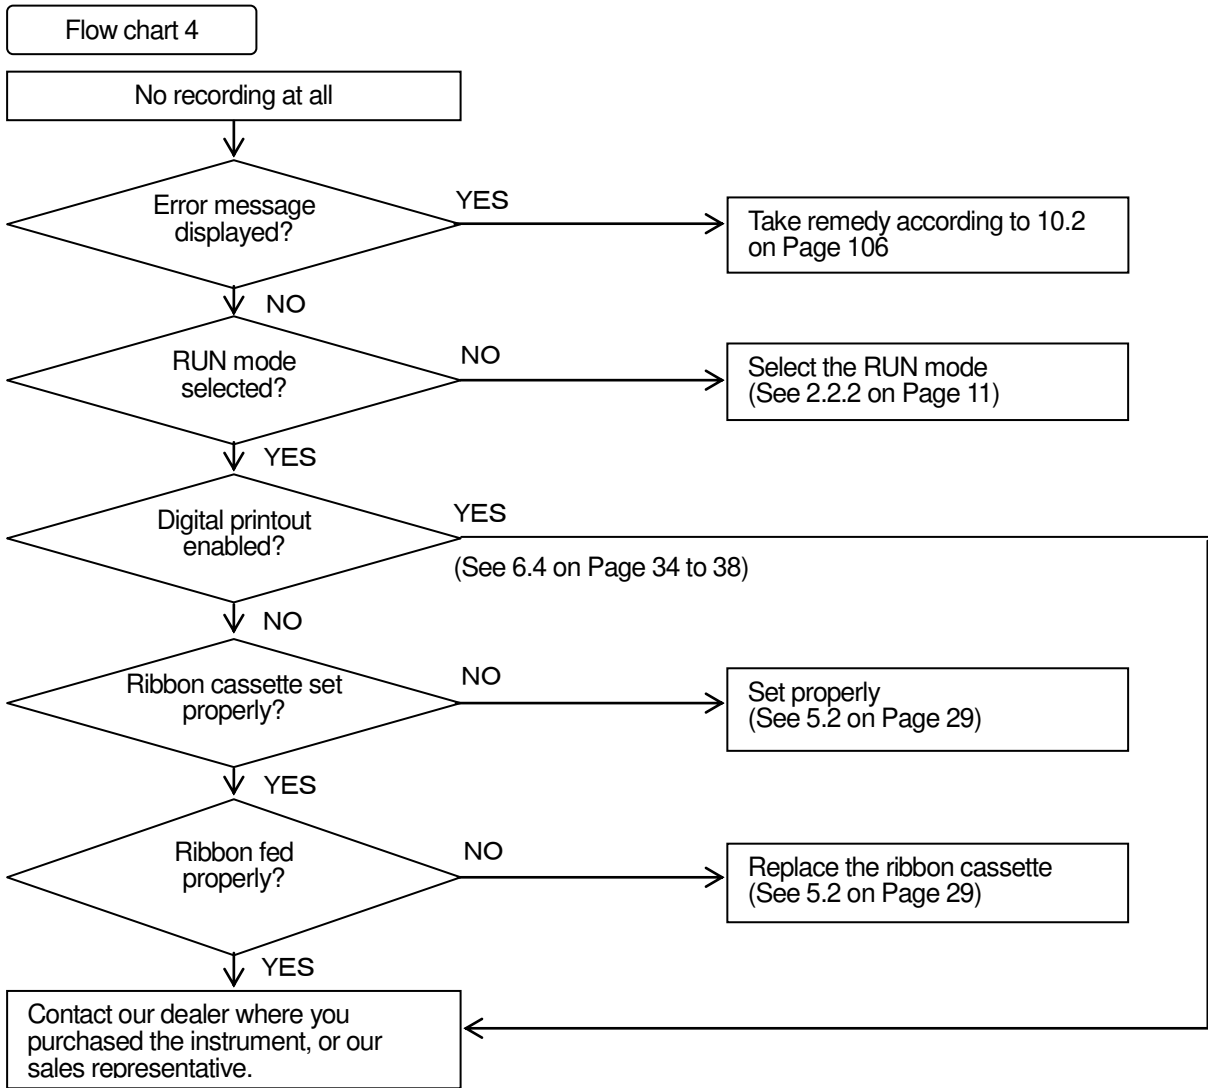 Flow chart 4
No recording at all
Error message
displayed?
YES
Take remedy according to 10.2
on Page 106
NO
RUN mode
selected?
NO
Select the RUN mode
(See 2.2.2 on Page 11)
YES
Digital printout
enabled?
YES
(See 6.4 on Page 34 to 38)
NO
Ribbon cassette set
properly?
NO
Set properly
(See 5.2 on Page 29)
YES
Ribbon fed
properly?
NO
Replace the ribbon cassette
(See 5.2 on Page 29)
YES
Contact our dealer where you
purchased the instrument, or our
sales representative.